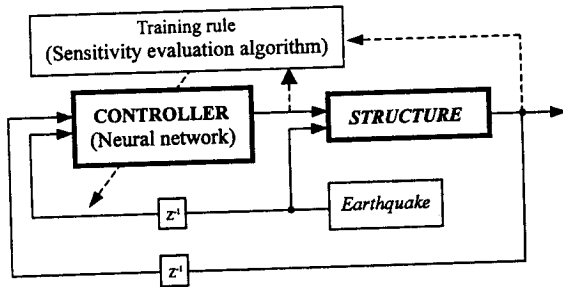 Training rule
(Sensitivity evaluation algorithm)
CONTROLLER
(Neural network)
STRUCTURE
Earthquake
Z⁻¹
Z⁻¹